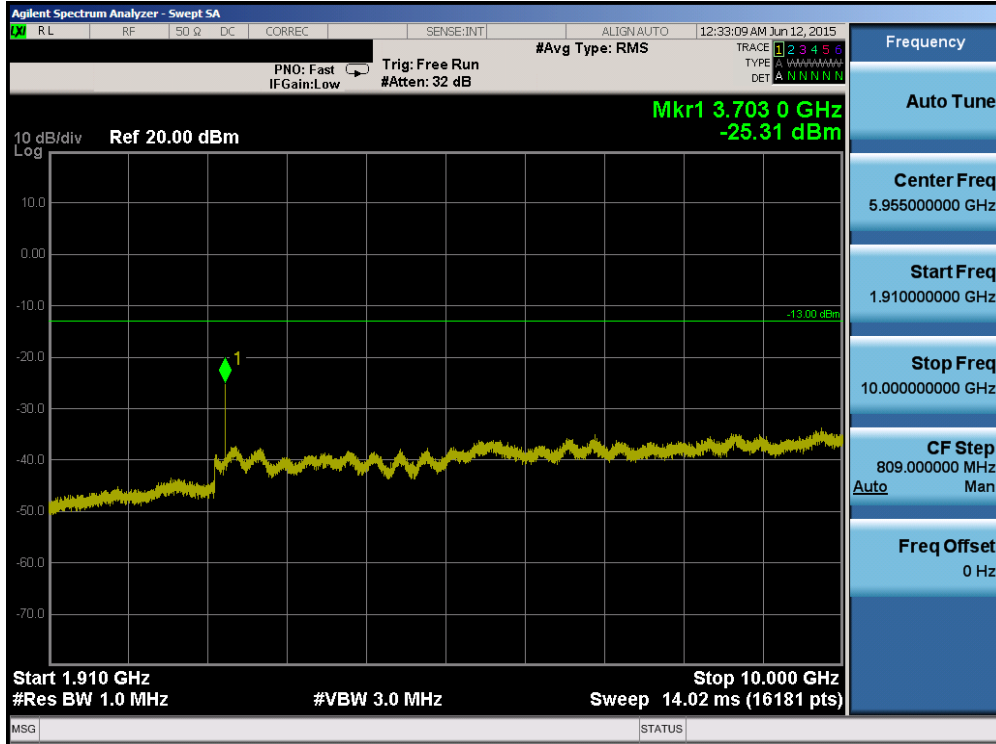 Agilent Spectrum Analyzer - Swept SA
LXI RL RF 50 Ω DC CORREC SENSE:INT ALIGN AUTO 12:33:09 AM Jun 12, 2015
#Avg Type: RMS TRACE 1 2 3 4 5 6
PNO: Fast Trig: Free Run TYPE A WWWWWW
IFGain:Low #Atten: 32 dB DET A N N N N N
Mkr1 3.703 0 GHz
-25.31 dBm
10 dB/div Ref 20.00 dBm
Log
10.0
0.00
-10.0
-13.00 dBm
-20.0
1
-30.0
-40.0
-50.0
-60.0
-70.0
Start 1.910 GHz Stop 10.000 GHz
#Res BW 1.0 MHz #VBW 3.0 MHz Sweep 14.02 ms (16181 pts)
MSG STATUS
Frequency
Auto Tune
Center Freq
5.955000000 GHz
Start Freq
1.910000000 GHz
Stop Freq
10.000000000 GHz
CF Step
809.000000 MHz
Auto Man
Freq Offset
0 Hz